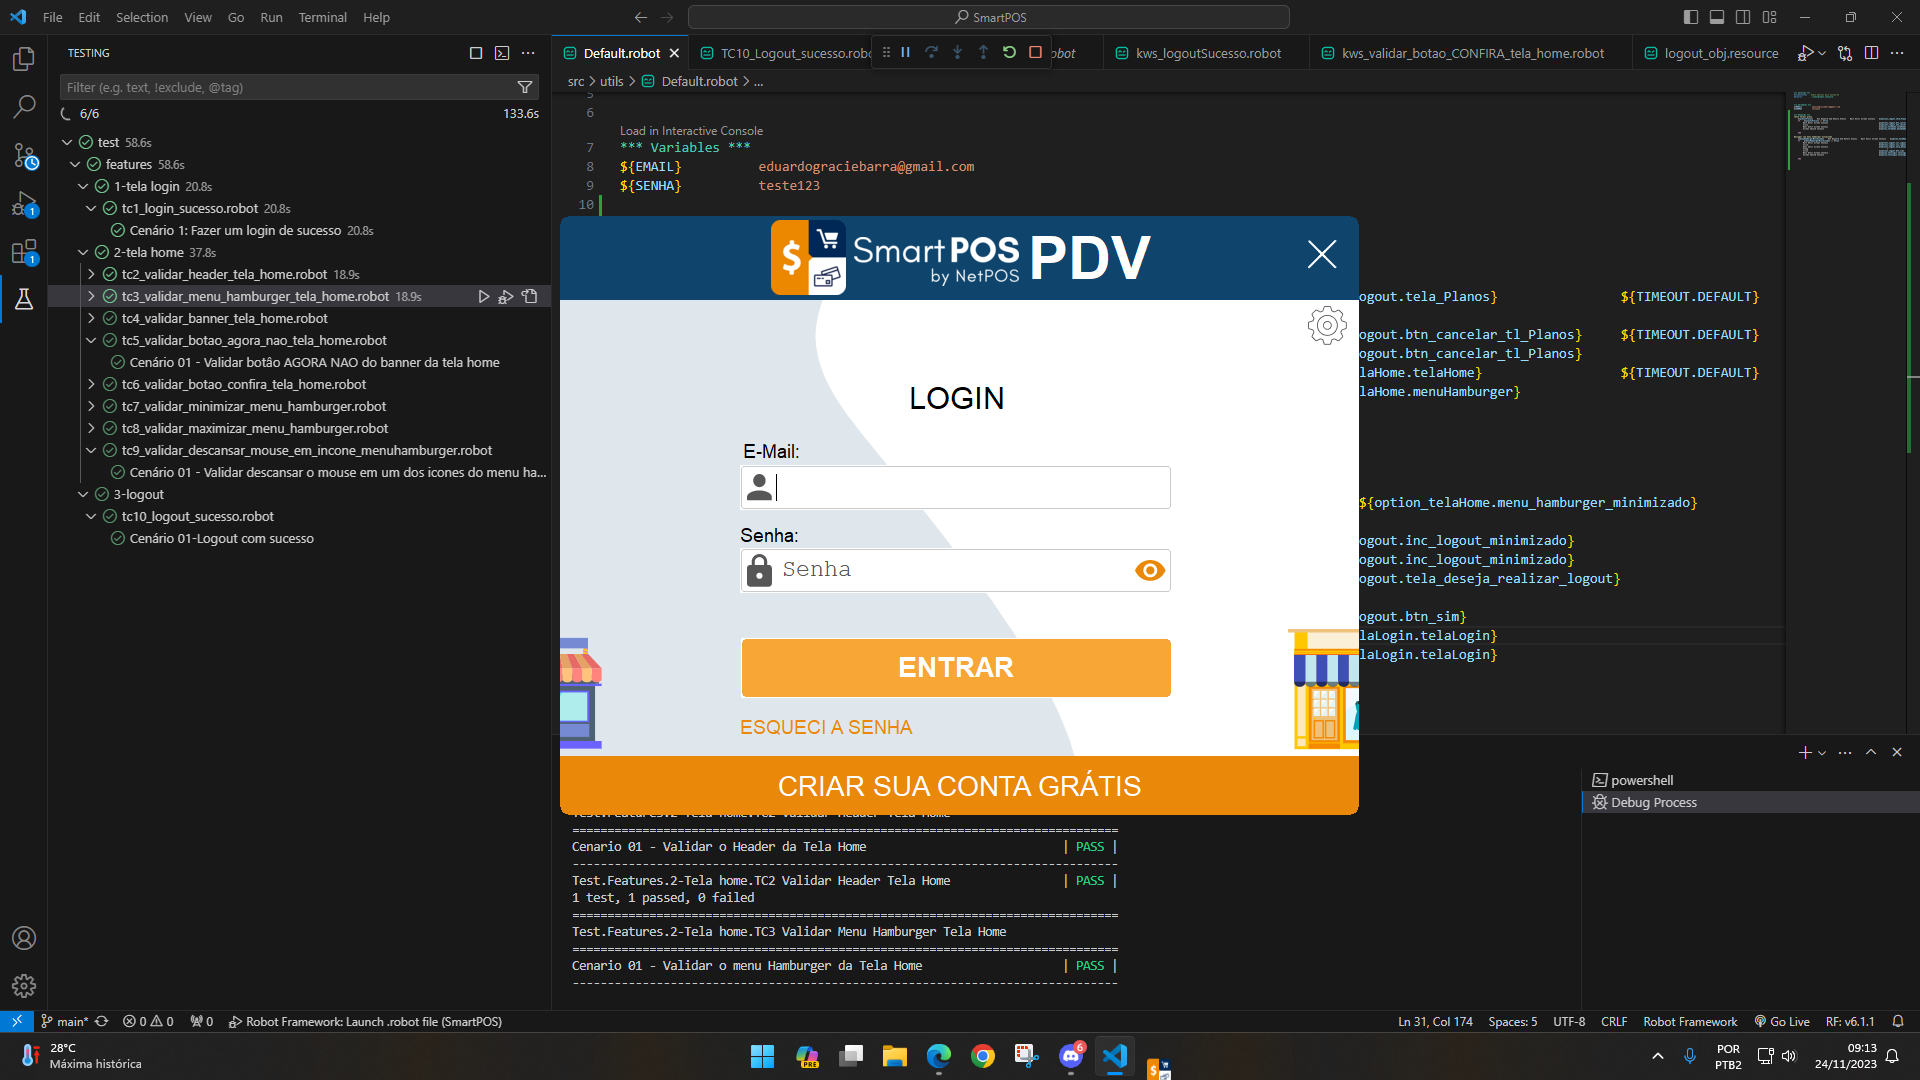 File Edit Selection View Go Run Terminal Help
SmartPOS
TESTING
Filter (e.g. text, !exclude, @tag)
6/6
133.6s
test 58.6s
features 58.6s
1-tela login 20.8s
tc1_login_sucesso.robot 20.8s
Cenário 1: Fazer um login de sucesso 20.8s
2-tela home 37.8s
tc2_validar_header_tela_home.robot 18.9s
tc3_validar_menu_hamburger_tela_home.robot 18.9s
tc4_validar_banner_tela_home.robot
tc5_validar_botao_agora_nao_tela_home.robot
Cenário 01 - Validar botão AGORA NAO do banner da tela home
tc6_validar_botao_confira_tela_home.robot
tc7_validar_minimizar_menu_hamburger.robot
tc8_validar_maximizar_menu_hamburger.robot
tc9_validar_descansar_mouse_em_incone_menuhamburger.robot
Cenário 01 - Validar descansar o mouse em um dos icones do menu ha...
3-logout
tc10_logout_sucesso.robot
Cenário 01-Logout com sucesso
Default.robot
TC10_Logout_sucesso.robo
obot
kws_logoutSucesso.robot
kws_validar_botao_CONFIRA_tela_home.robot
logout_obj.resource
src > utils > Default.robot > ...
5
6
Load in Interactive Console
7 *** Variables ***
8 ${EMAIL} eduardograciebarra@gmail.com
9 ${SENHA} teste123
10
ogout.tela_Planos} ${TIMEOUT.DEFAULT}
ogout.btn_cancelar_tl_Planos} ${TIMEOUT.DEFAULT}
ogout.btn_cancelar_tl_Planos}
laHome.telaHome} ${TIMEOUT.DEFAULT}
laHome.menuHamburger}
${option_telaHome.menu_hamburger_minimizado}
ogout.inc_logout_minimizado}
ogout.inc_logout_minimizado}
ogout.tela_deseja_realizar_logout}
ogout.btn_sim}
laLogin.telaLogin}
laLogin.telaLogin}
SmartPOS PDV
by NetPOS
LOGIN
E-Mail:
Senha:
Senha
ENTRAR
ESQUECI A SENHA
CRIAR SUA CONTA GRÁTIS
powershell
Debug Process
==============================================================================
Cenario 01 - Validar o Header da Tela Home | PASS |
------------------------------------------------------------------------------
Test.Features.2-Tela home.TC2 Validar Header Tela Home | PASS |
1 test, 1 passed, 0 failed
==============================================================================
Test.Features.2-Tela home.TC3 Validar Menu Hamburger Tela Home
==============================================================================
Cenario 01 - Validar o menu Hamburger da Tela Home | PASS |
------------------------------------------------------------------------------
main* 0 0 0 Robot Framework: Launch .robot file (SmartPOS)
Ln 31, Col 174 Spaces: 5 UTF-8 CRLF Robot Framework Go Live RF: v6.1.1
28°C
Máxima histórica
PRE
6
POR
PTB2
09:13
24/11/2023